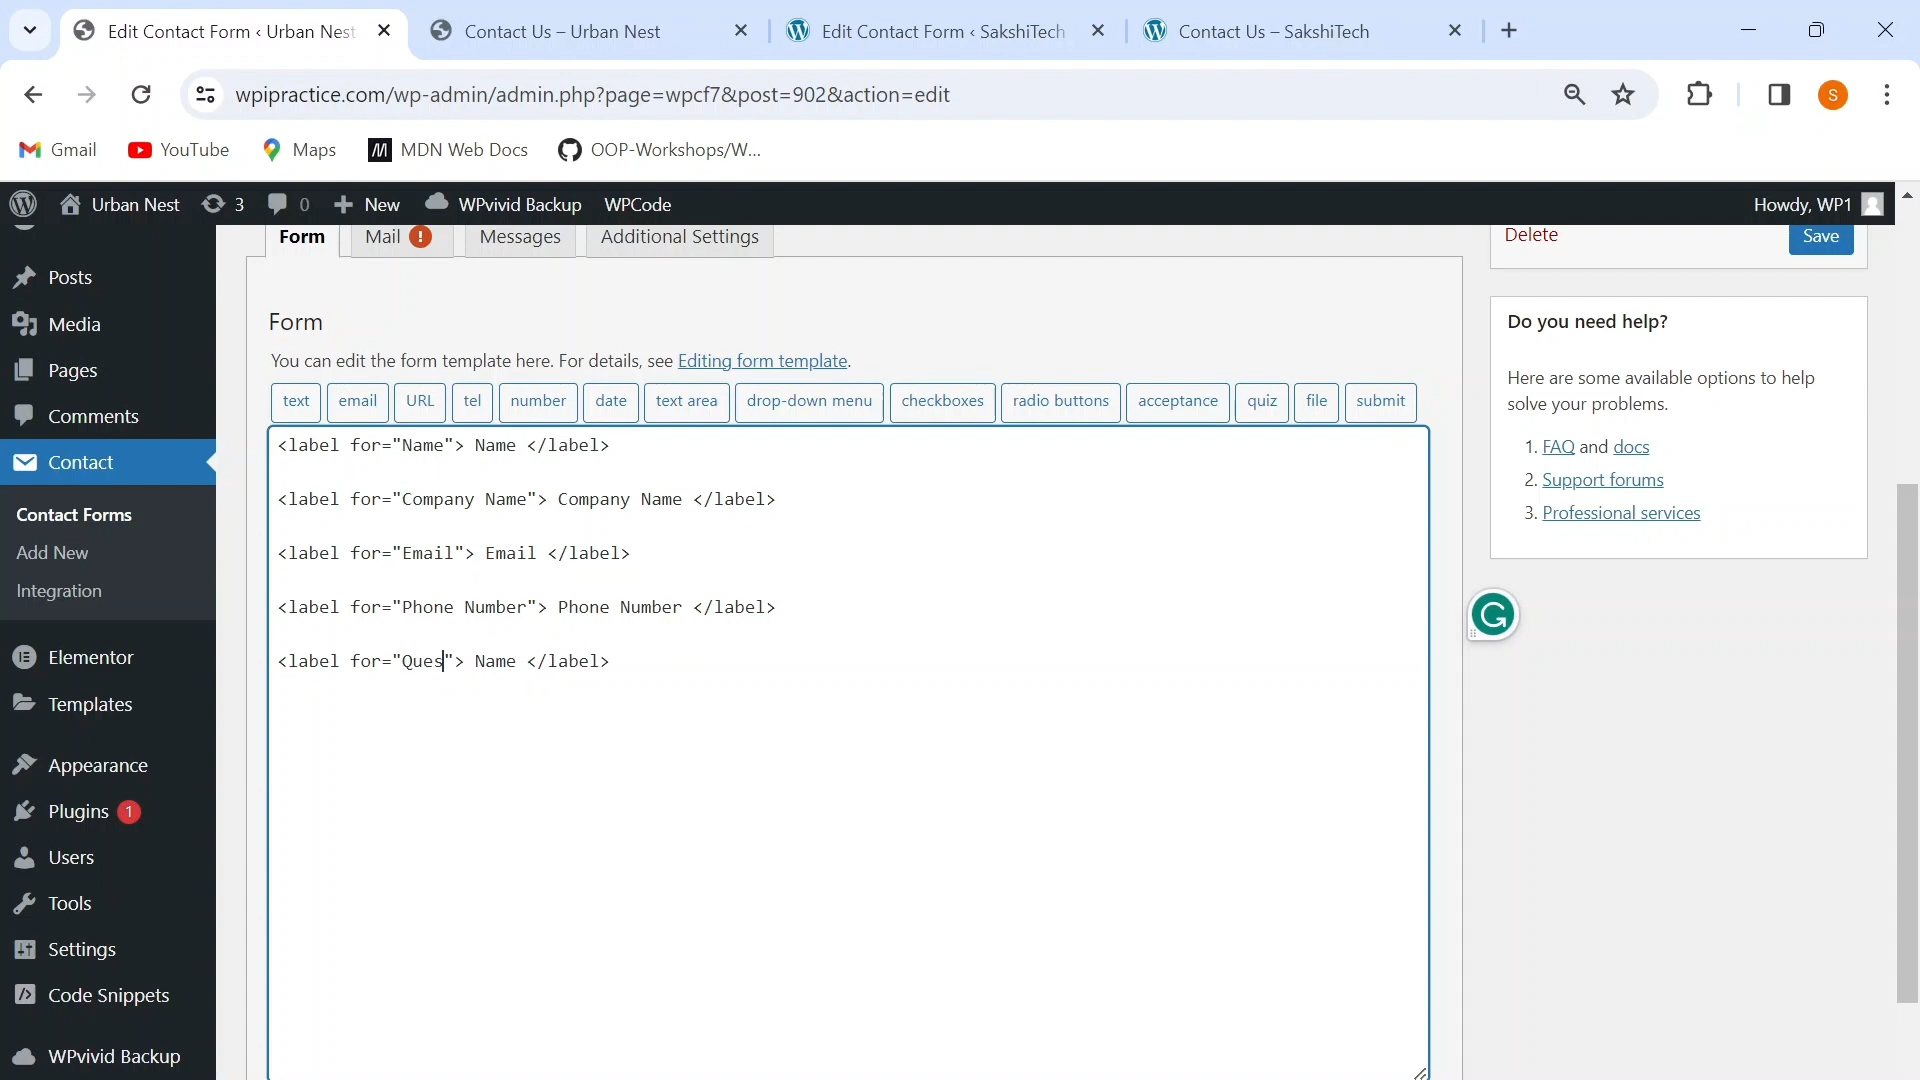 Edit Contact Form ‹ Urban Nest
Contact Us – Urban Nest
Edit Contact Form ‹ SakshiTech
Contact Us – SakshiTech
wpipractice.com/wp-admin/admin.php?page=wpcf7&post=902&action=edit
S
Gmail
YouTube
Maps
MDN Web Docs
OOP-Workshops/W...
Urban Nest
3
0
New
WPvivid Backup
WPCode
Howdy, WP1
Posts
Media
Pages
Comments
Contact
Contact Forms
Add New
Integration
Elementor
Templates
Appearance
Plugins 1
Users
Tools
Settings
Code Snippets
WPvivid Backup
Form
Mail !
Messages
Additional Settings
Form
You can edit the form template here. For details, see Editing form template.
text
email
URL
tel
number
date
text area
drop-down menu
checkboxes
radio buttons
acceptance
quiz
file
submit
<label for="Name"> Name </label>
<label for="Company Name"> Company Name </label>
<label for="Email"> Email </label>
<label for="Phone Number"> Phone Number </label>
<label for="Ques"> Name </label>
Delete
Save
Do you need help?
Here are some available options to help
solve your problems.
1. FAQ and docs
2. Support forums
3. Professional services